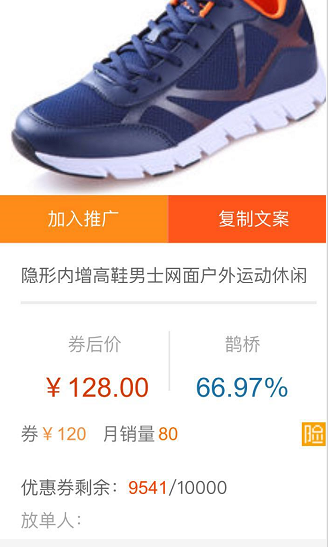 加入推广 复制文案
隐形内增高鞋男士网面户外运动休闲
券后价 鹊桥
￥128.00 66.97%
券￥120 月销量80
险
优惠券剩余：9541/10000
放单人：